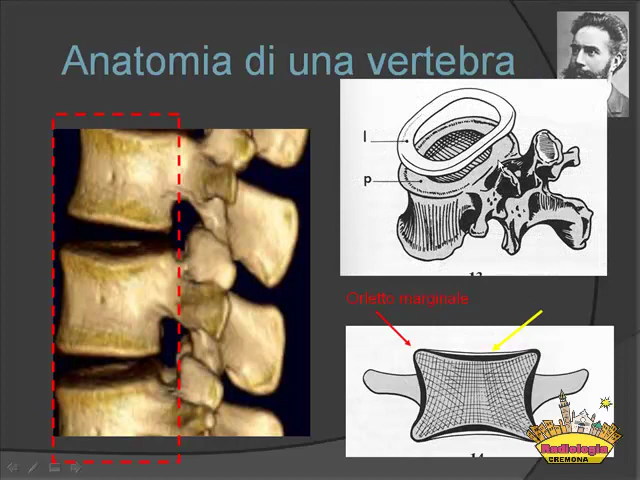 Anatomia di una vertebra
l
p
Orletto marginale
Radiologia
CREMONA